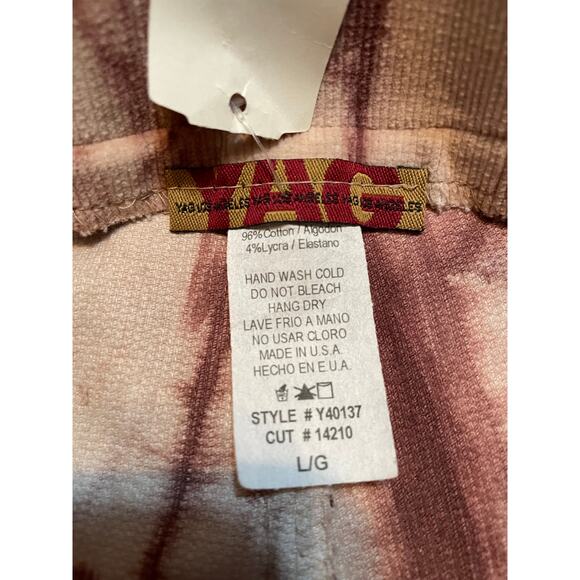 YAG
YAG LOS ANGELES YAG LOS ANGELES YAG LOS ANGELES
96%Cotton / Algodon
4%Lycra / Elastano
HAND WASH COLD
DO NOT BLEACH
HANG DRY
LAVE FRIO A MANO
NO USAR CLORO
MADE IN U.S.A.
HECHO EN E U.A.
STYLE # Y40137
CUT # 14210
L/G